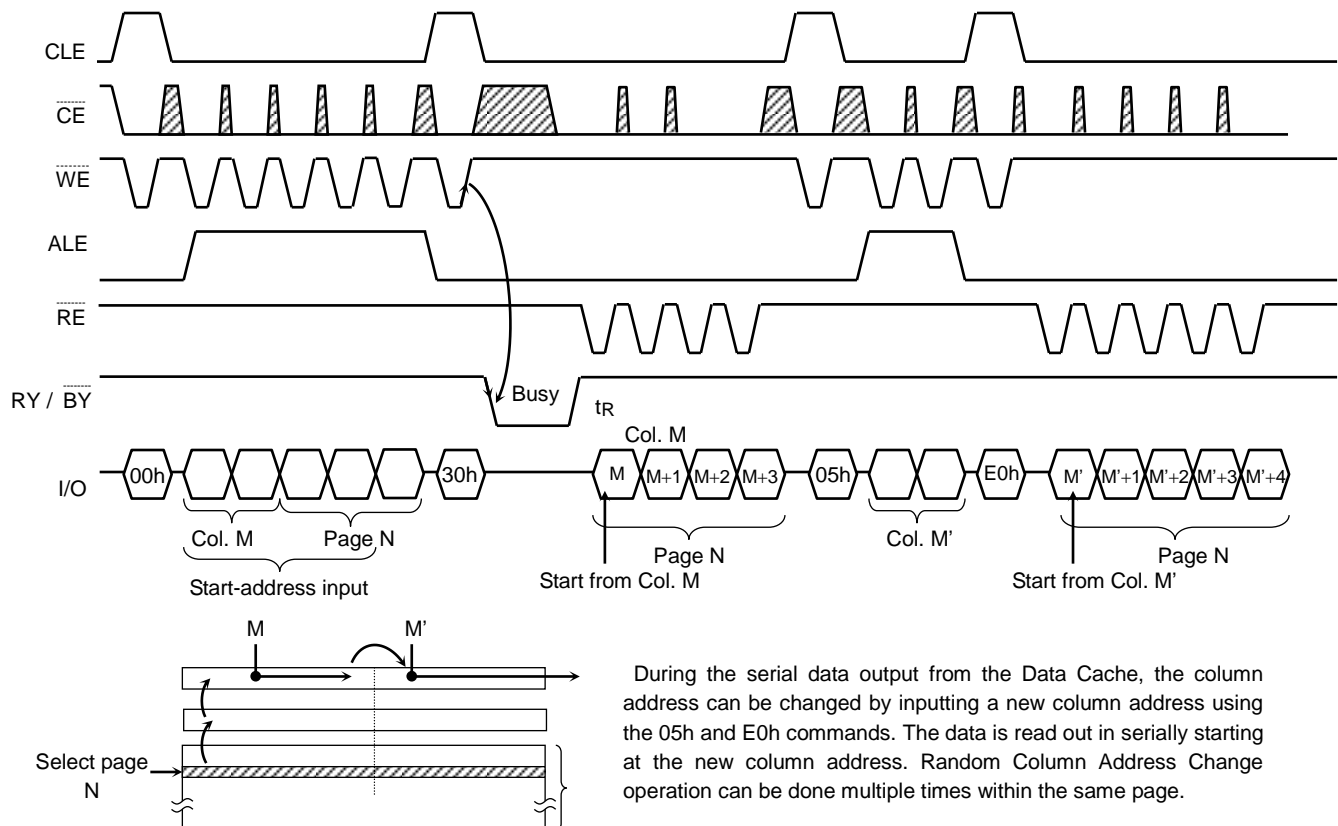 CLE
CE
WE
ALE
RE
RY / BY
Busy
tR
Col. M
I/O
00h
30h
M
M+1
M+2
M+3
05h
E0h
M'
M'+1
M'+2
M'+3
M'+4
Col. M
Page N
Start-address input
Page N
Start from Col. M
Col. M'
Page N
Start from Col. M'
M
M'
Select page
N
During the serial data output from the Data Cache, the column
address can be changed by inputting a new column address using
the 05h and E0h commands. The data is read out in serially starting
at the new column address. Random Column Address Change
operation can be done multiple times within the same page.